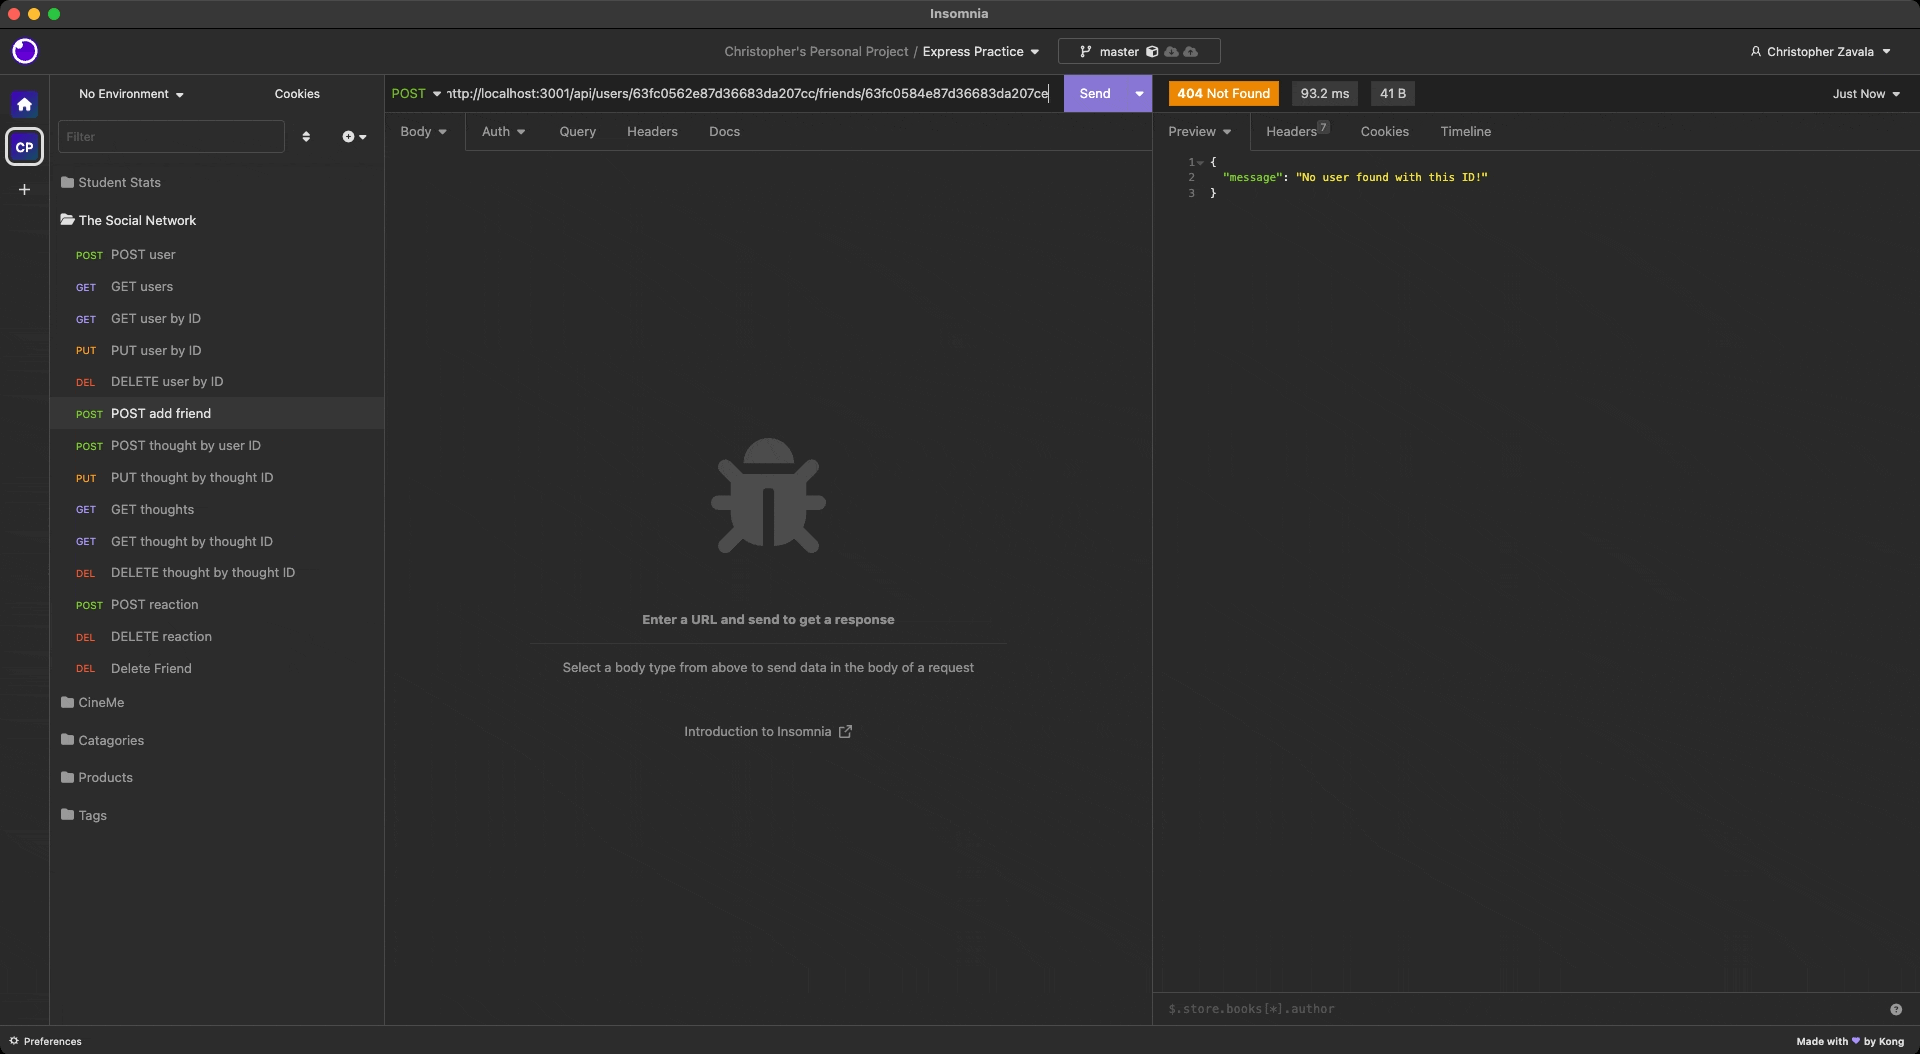 Insomnia
Christopher's Personal Project / Express Practice
master
Christopher Zavala
No Environment
Cookies
POST
http://localhost:3001/api/users/63fc0562e87d36683da207cc/friends/63fc0584e87d36683da207ce
Send
404 Not Found
93.2 ms
41 B
Just Now
Filter
CP
Body
Auth
Query
Headers
Docs
Preview
Headers 7
Cookies
Timeline
1 {
2 "message": "No user found with this ID!"
3 }
Student Stats
The Social Network
POST POST user
GET GET users
GET GET user by ID
PUT PUT user by ID
DEL DELETE user by ID
POST POST add friend
POST POST thought by user ID
PUT PUT thought by thought ID
GET GET thoughts
GET GET thought by thought ID
DEL DELETE thought by thought ID
POST POST reaction
DEL DELETE reaction
DEL Delete Friend
CineMe
Catagories
Products
Tags
Enter a URL and send to get a response
Select a body type from above to send data in the body of a request
Introduction to Insomnia
$.store.books[*].author
Preferences
Made with 💜 by Kong